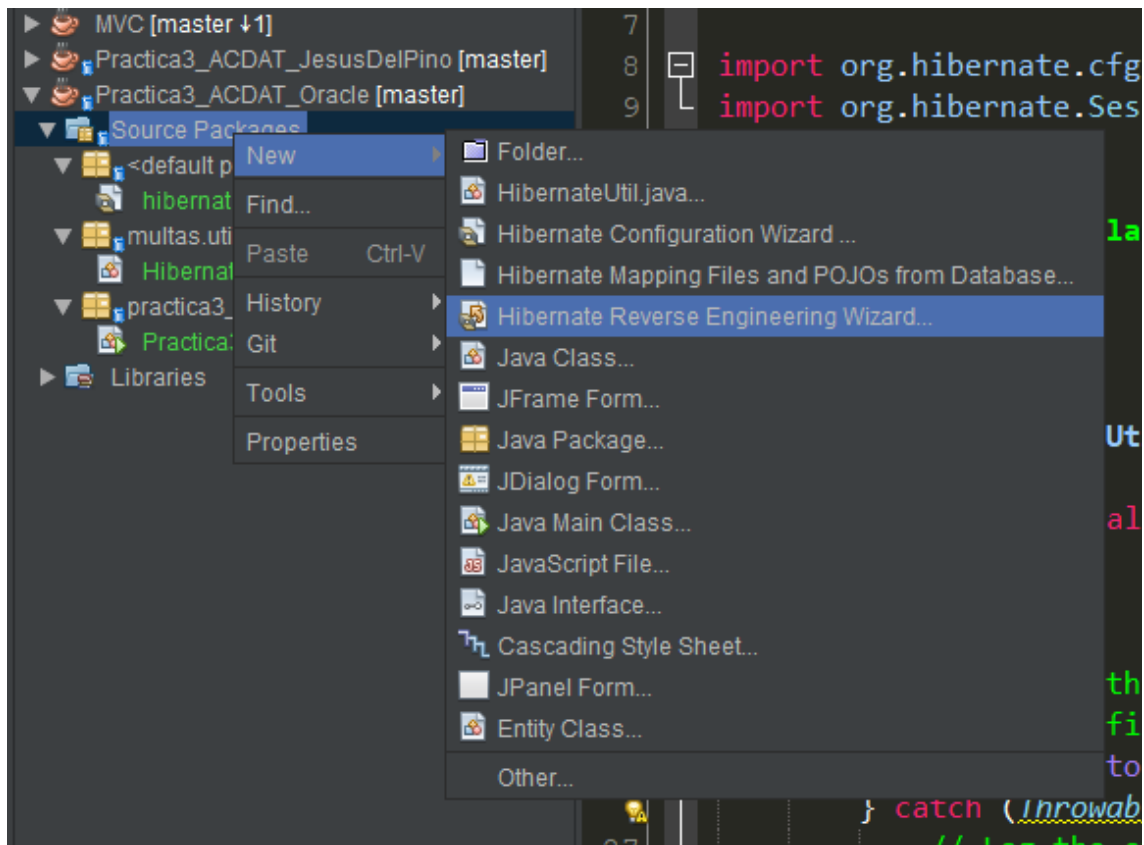 MVC [master ↓1]
Practica3_ACDAT_JesusDelPino [master]
Practica3_ACDAT_Oracle [master]
Source Packages
<default p
hibernat
multas.uti
Hibernat
practica3_
Practica
Libraries
New
Find...
Paste Ctrl-V
History
Git
Tools
Properties
Folder...
HibernateUtil.java...
Hibernate Configuration Wizard ...
Hibernate Mapping Files and POJOs from Database...
Hibernate Reverse Engineering Wizard...
Java Class...
JFrame Form...
Java Package...
JDialog Form...
Java Main Class...
JavaScript File...
Java Interface...
Cascading Style Sheet...
JPanel Form...
Entity Class...
Other...
7
8 import org.hibernate.cfg
9 import org.hibernate.Ses
la
Ut
al
th
fi
to
} catch (Throwab